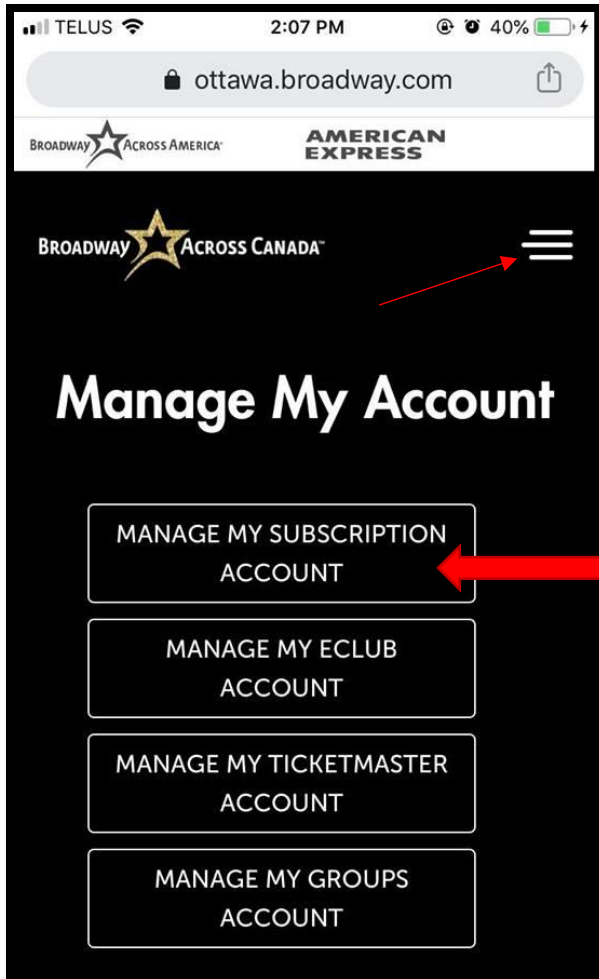 TELUS 2:07 PM 40%
ottawa.broadway.com
BROADWAY ACROSS AMERICA AMERICAN
EXPRESS
BROADWAY ACROSS CANADA™
Manage My Account
MANAGE MY SUBSCRIPTION
ACCOUNT
MANAGE MY ECLUB
ACCOUNT
MANAGE MY TICKETMASTER
ACCOUNT
MANAGE MY GROUPS
ACCOUNT